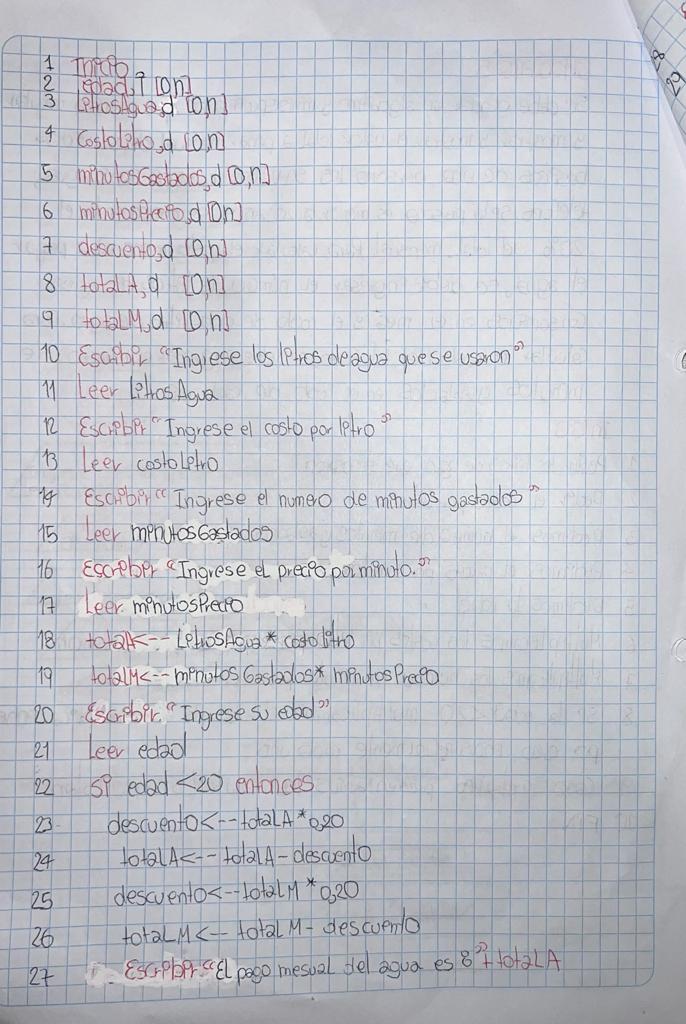 1 Inicio
2 edad, i [0,n]
3 LitrosAgua,d [0,n]
4 CostoLitro,d [0,n]
5 minutosGastados,d [0,n]
6 minutosPrecio,d [0n]
7 descuento,d [0,n]
8 totalA,d [0,n]
9 totalM,d [0,n]
10 Escribir "Ingrese los litros de agua que se usaron"
11 Leer LitrosAgua
12 Escribir "Ingrese el costo por litro"
13 Leer costoLitro
14 Escribir "Ingrese el numero de minutos gastados"
15 Leer minutosGastados
16 Escribir "Ingrese el precio por minuto."
17 Leer minutosPrecio
18 totalA<-- LitrosAgua * costolitro
19 totalM<-- minutosGastados* minutosPrecio
20 Escribir "Ingrese su edad"
21 Leer edad
22 Si edad <20 entonces
23 descuento<--totalA*0,20
24 totalA<-- totalA-descuento
25 descuento<--totalM*0,20
26 totalM<-- totalM- descuento
27 Escribir "El pago mesual del agua es 8"+totalA
28
29